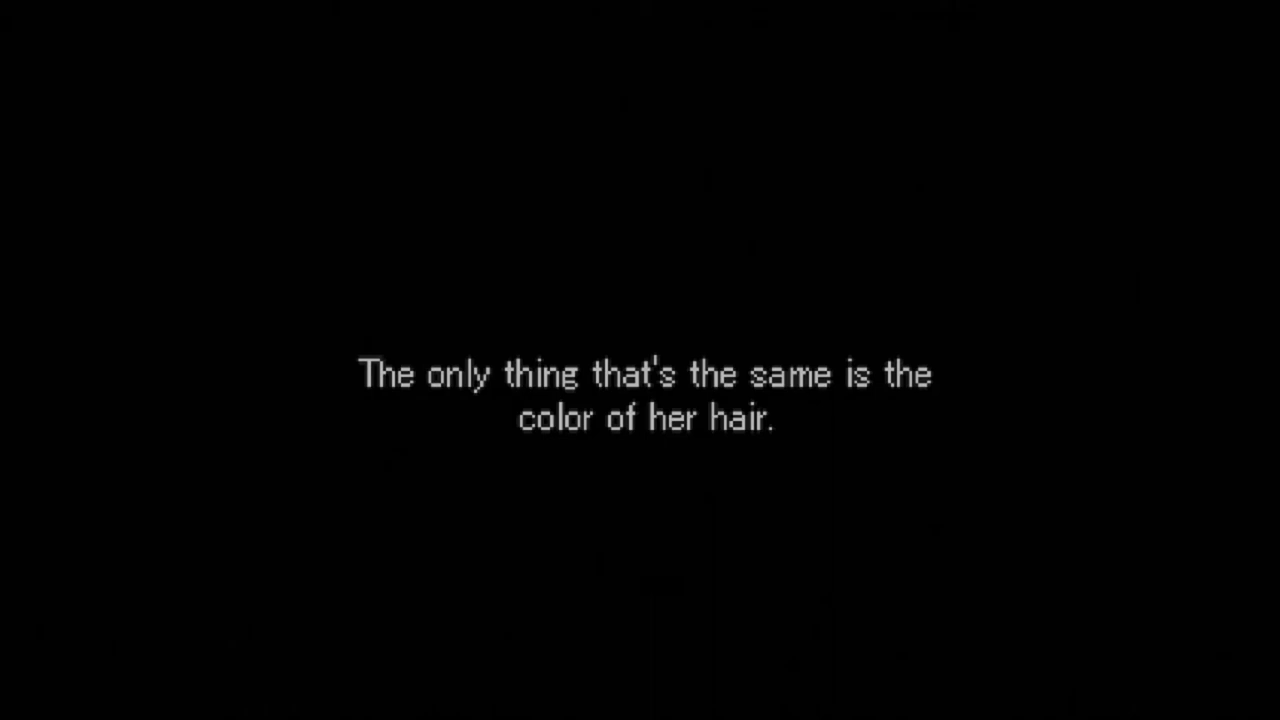 The only thing that's the same is the
color of her hair.